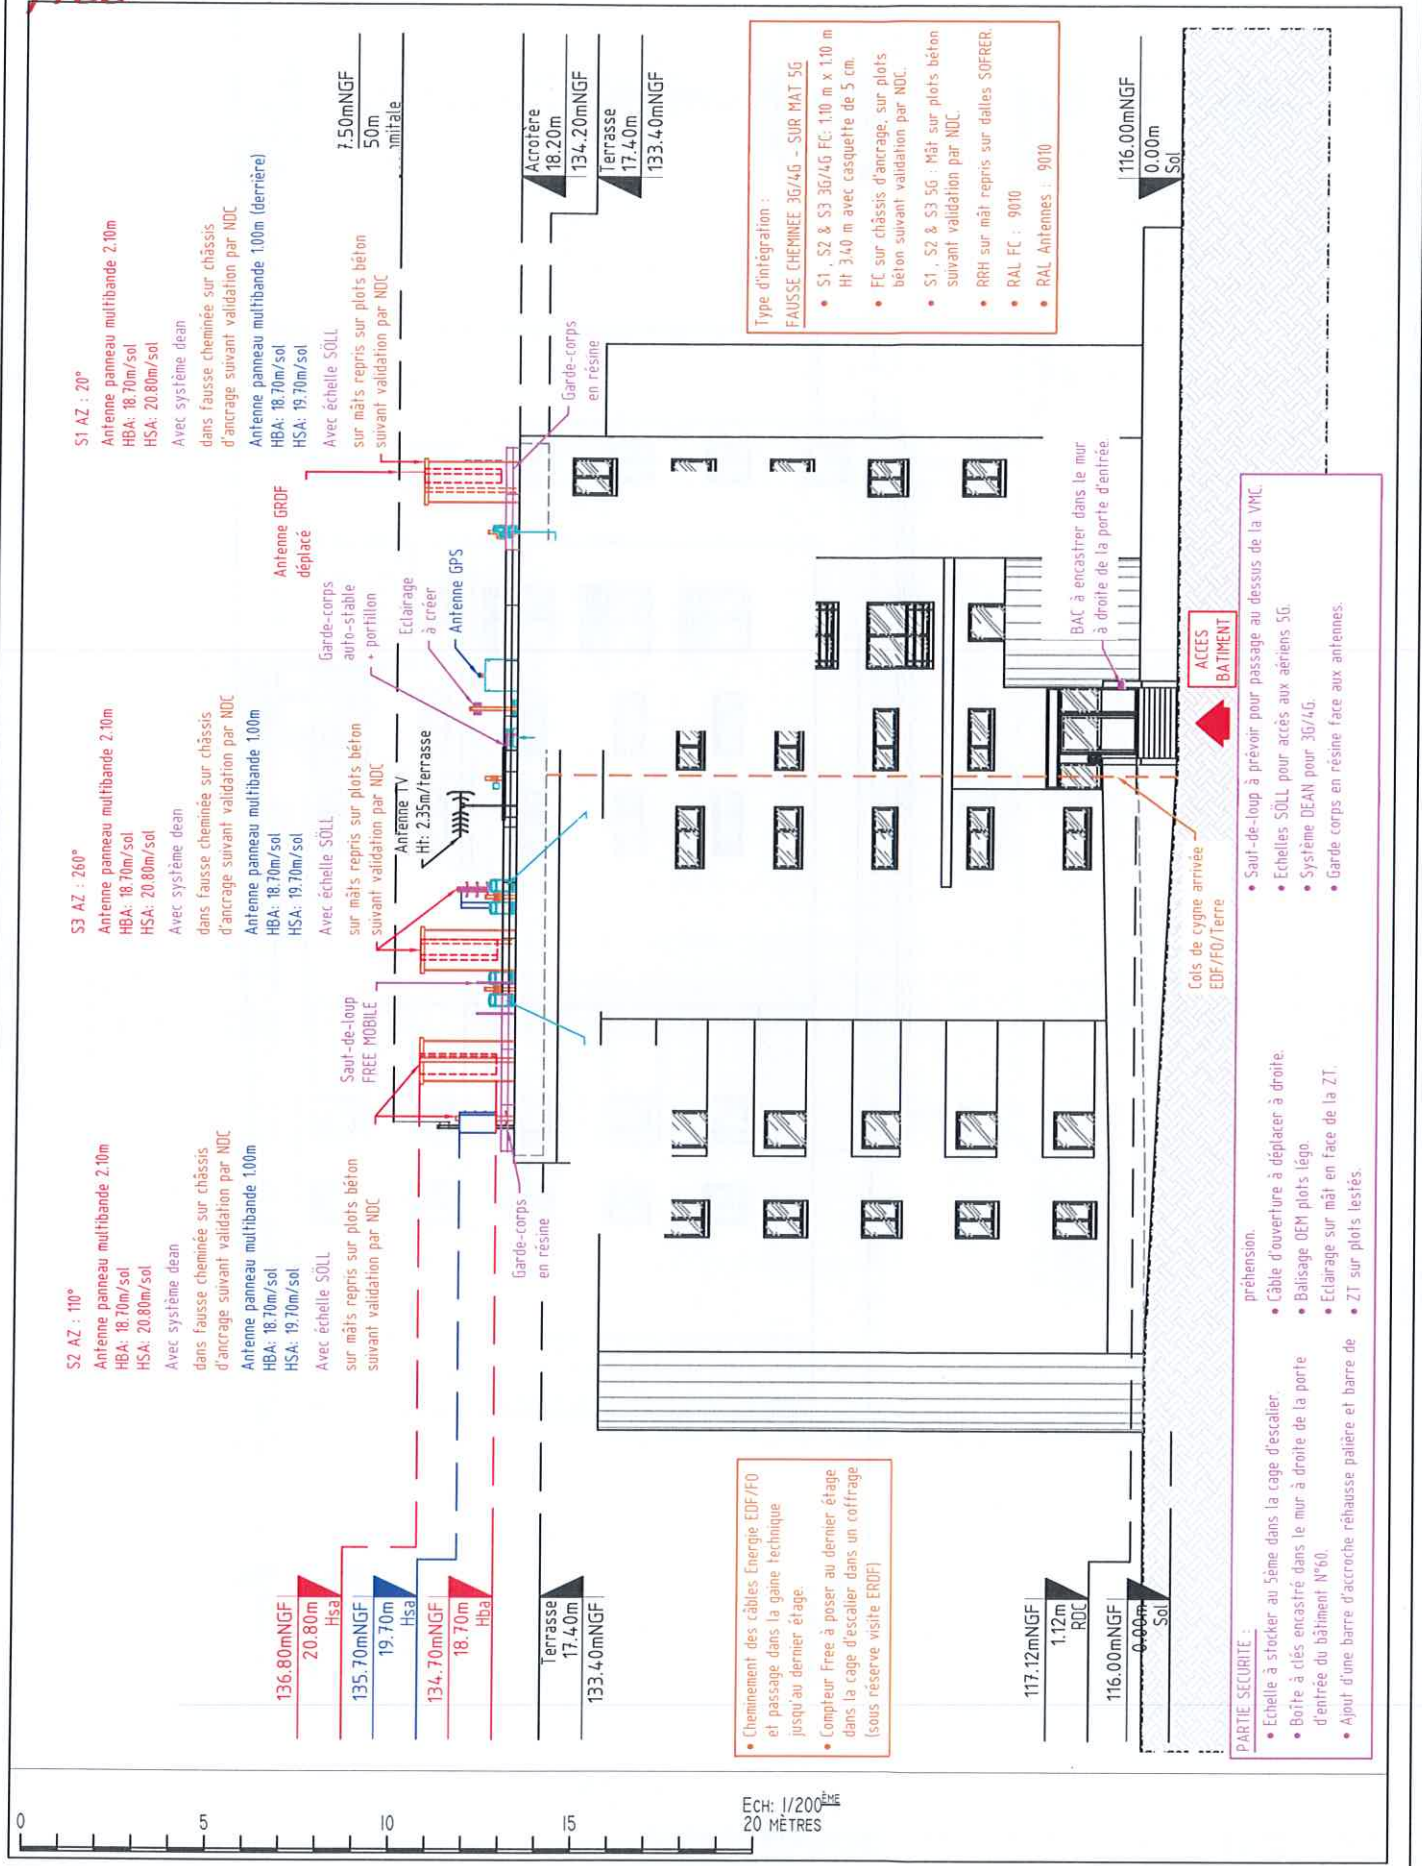 S2 AZ : 110°
Antenne panneau multibande 2.10m
HBA: 18.70m/sol
HSA: 20.80m/sol
Avec système dean
dans fausse cheminée sur châssis
d'ancrage suivant validation par NDC
Antenne panneau multibande 1.00m
HBA: 18.70m/sol
HSA: 19.70m/sol
Avec échelle SÖLL
sur mâts repris sur plots béton
suivant validation par NDC
S3 AZ : 260°
Antenne panneau multibande 2.10m
HBA: 18.70m/sol
HSA: 20.80m/sol
Avec système dean
dans fausse cheminée sur châssis
d'ancrage suivant validation par NDC
Antenne panneau multibande 1.00m
HBA: 18.70m/sol
HSA: 19.70m/sol
Avec échelle SÖLL
sur mâts repris sur plots béton
suivant validation par NDC
S1 AZ : 20°
Antenne panneau multibande 2.10m
HBA: 18.70m/sol
HSA: 20.80m/sol
Avec système dean
dans fausse cheminée sur châssis
d'ancrage suivant validation par NDC
Antenne panneau multibande 1.00m (derrière)
HBA: 18.70m/sol
HSA: 19.70m/sol
Avec échelle SÖLL
sur mâts repris sur plots béton
suivant validation par NDC
Antenne GRDF
déplacé
Saut-de-loup
FREE MOBILE
Antenne TV
Ht: 2.35m/terrasse
Garde-corps
auto-stable
+ portillon
Eclairage
à créer
Antenne GPS
Garde-corps
en résine
Garde-corps
en résine
7.50mNGF
50m
omitale
Acrotère
18.20m
134.20mNGF
Terrasse
17.40m
133.40mNGF
136.80mNGF
20.80m
Hsa
135.70mNGF
19.70m
Hsa
134.70mNGF
18.70m
Hba
Terrasse
17.40m
133.40mNGF
• Cheminement des câbles Energie EDF/FO
et passage dans la gaine technique
jusqu'au dernier étage.
• Compteur Free à poser au dernier étage
dans la cage d'escalier dans un coffrage
(sous réserve visite ERDF)
Type d'intégration :
FAUSSE CHEMINEE 3G/4G - SUR MAT 5G
• S1 , S2 & S3 3G/4G FC: 1.10 m x 1.10 m
Ht 3.40 m avec casquette de 5 cm.
• FC sur châssis d'ancrage, sur plots
béton suivant validation par NDC.
• S1 , S2 & S3 5G : Mât sur plots béton
suivant validation par NDC.
• RRH sur mât repris sur dalles SOFRER.
• RAL FC : 9010
• RAL Antennes : 9010
117.12mNGF
1.12m
RDC
116.00mNGF
0.00m
Sol
116.00mNGF
0.00m
Sol
BAC à encastrer dans le mur
à droite de la porte d'entrée
ACCES
BATIMENT
Cols de cygne arrivée
EDF/FO/Terre
PARTIE SECURITE :
• Echelle à stocker au 5ème dans la cage d'escalier.
• Boîte à clés encastré dans le mur à droite de la porte
d'entrée du bâtiment N°60.
• Ajout d'une barre d'accroche réhausse palière et barre de
préhension.
• Câble d'ouverture à déplacer à droite.
• Balisage OEM plots légo.
• Eclairage sur mât en face de la ZT.
• ZT sur plots lestés.
• Saut-de-loup à prévoir pour passage au dessus de la VMC.
• Echelles SÖLL pour accès aux aériens 5G.
• Système DEAN pour 3G/4G.
• Garde corps en résine face aux antennes.
0
5
10
15
ECH: 1/200ÈME
20 MÈTRES